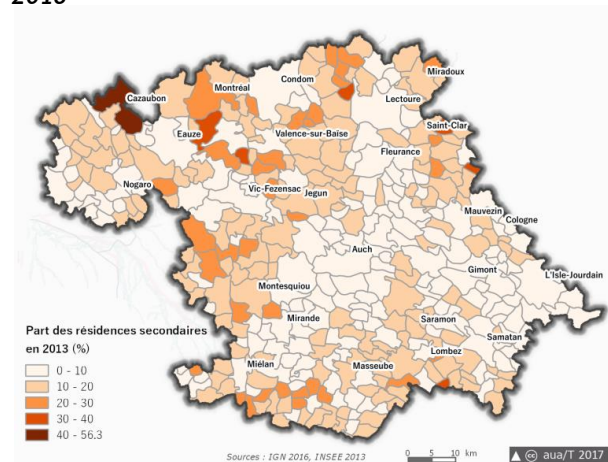 2013
Condom
Miradoux
Cazaubon
Montréal
Lectoure
Eauze
Valence-sur-Baïse
Saint-Clar
Fleurance
Nogaro
Vic-Fezensac
Jegun
Mauvezin
Cologne
Auch
Gimont
L'Isle-Jourdain
Montesquiou
Mirande
Saramon
Samatan
Lombez
Miélan
Masseube
Part des résidences secondaires
en 2013 (%)
0 - 10
10 - 20
20 - 30
30 - 40
40 - 56.3
Sources : IGN 2016, INSEE 2013
0 5 10 km
aua/T 2017